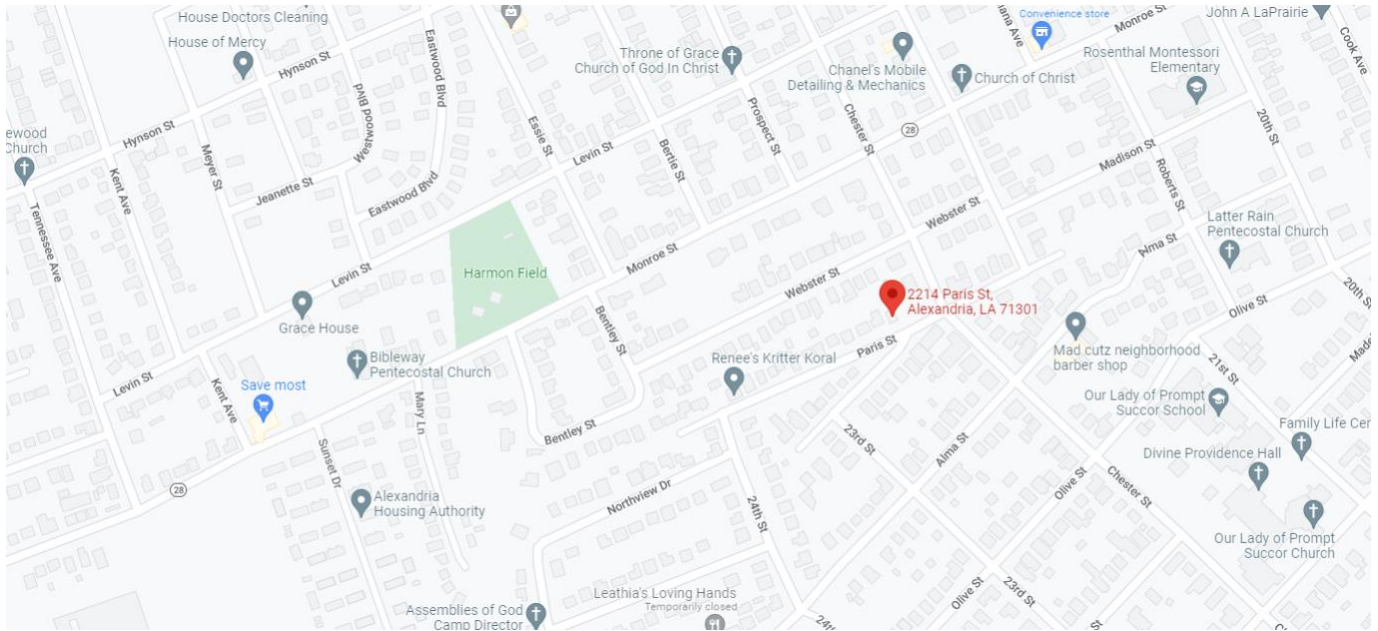 House Doctors Cleaning
House of Mercy
Hynson St
Hynson St
Eastwood Blvd
Westwood Blvd
Throne of Grace
Church of God In Christ
Chanel's Mobile
Detailing & Mechanics
Convenience store
Monroe St
John A LaPrairie
Cook Ave
Rosenthal Montessori
Elementary
Church of Christ
28
ewood
Church
Tennessee Ave
Kent Ave
Meyer St
Jeanette St
Eastwood Blvd
Essie St
Levin St
Bertie St
Prospect St
Chester St
Madison St
20th St
Roberts St
Latter Rain
Pentecostal Church
Webster St
Alma St
Harmon Field
Monroe St
Levin St
Webster St
2214 Paris St,
Alexandria, LA 71301
Olive St
20th St
Grace House
Bibleway
Pentecostal Church
Bentley St
Renee's Kritter Koral
Paris St
Mad cutz neighborhood
barber shop
21st St
Levin St
Kent Ave
Save most
Mary Ln
Our Lady of Prompt
Succor School
Family Life Cer
Divine Providence Hall
Bentley St
23rd St
Alma St
Sunset Dr
28
Alexandria
Housing Authority
Northview Dr
24th St
Olive St
Chester St
Our Lady of Prompt
Succor Church
Leathia's Loving Hands
Temporarily closed
Assemblies of God
Camp Director
24th
Olive St
23rd St